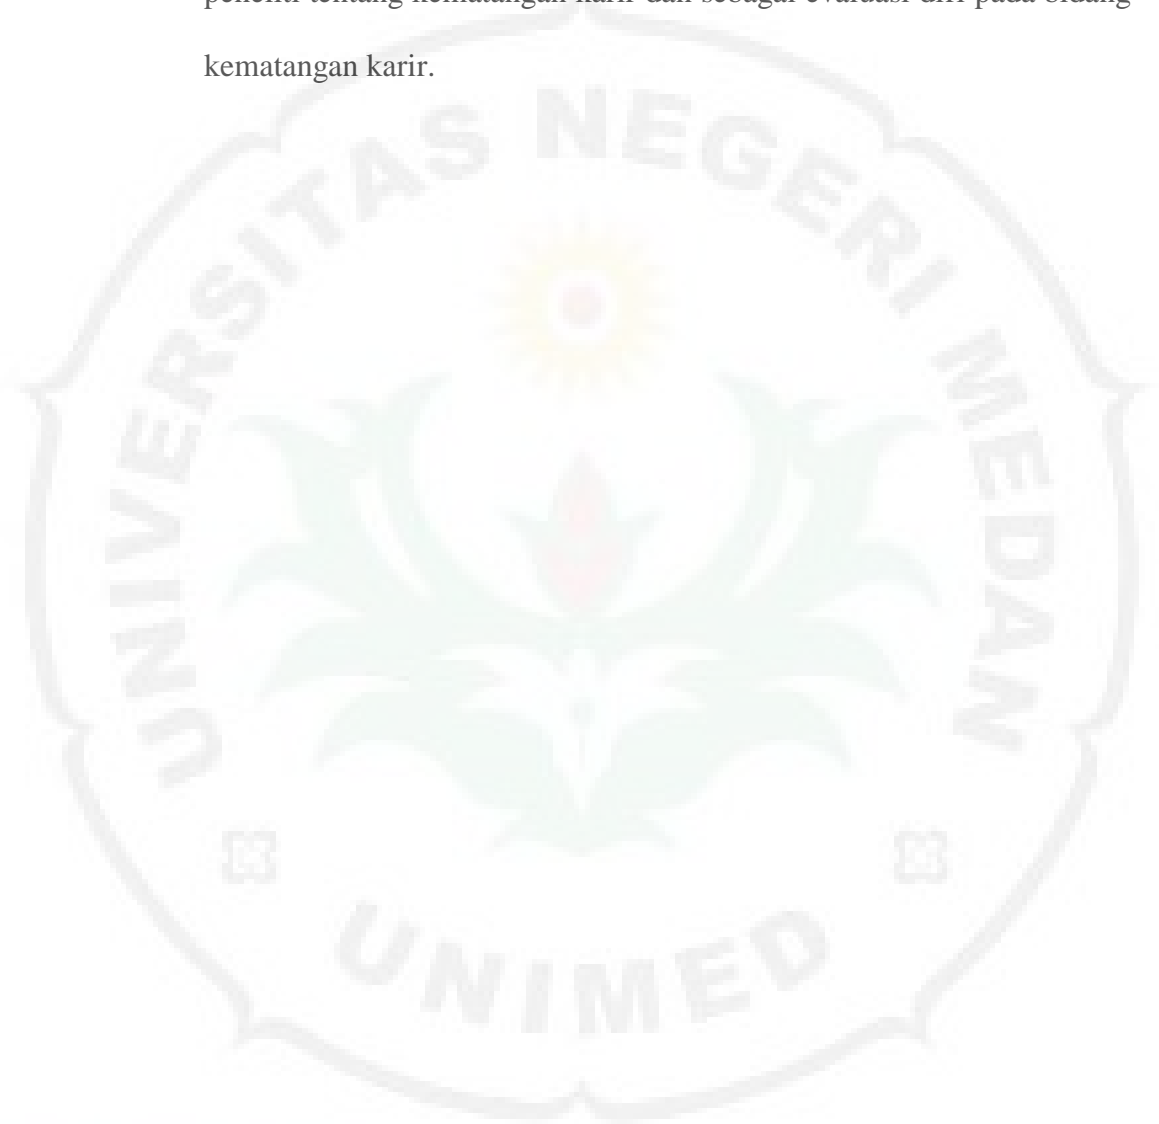 peneliti tentang kematangan karir dan sebagai evaluasi diri pada bidang
kematangan karir.
UNIVERSITAS NEGERI MEDAN
UNIMED